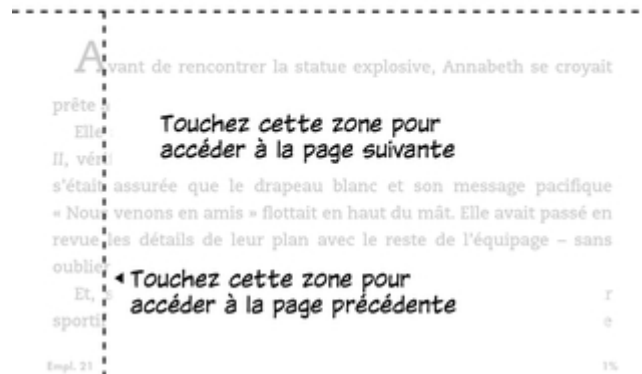 Avant de rencontrer la statue explosive, Annabeth se croyait
prête
Touchez cette zone pour
Elle
accéder à la page suivante
II, véri
s'était assurée que le drapeau blanc et son message pacifique
« Nous venons en amis » flottait en haut du mât. Elle avait passé en
revue les détails de leur plan avec le reste de l'équipage – sans
oublier
Touchez cette zone pour
Et,
accéder à la page précédente
sporti
Empl. 21 1%